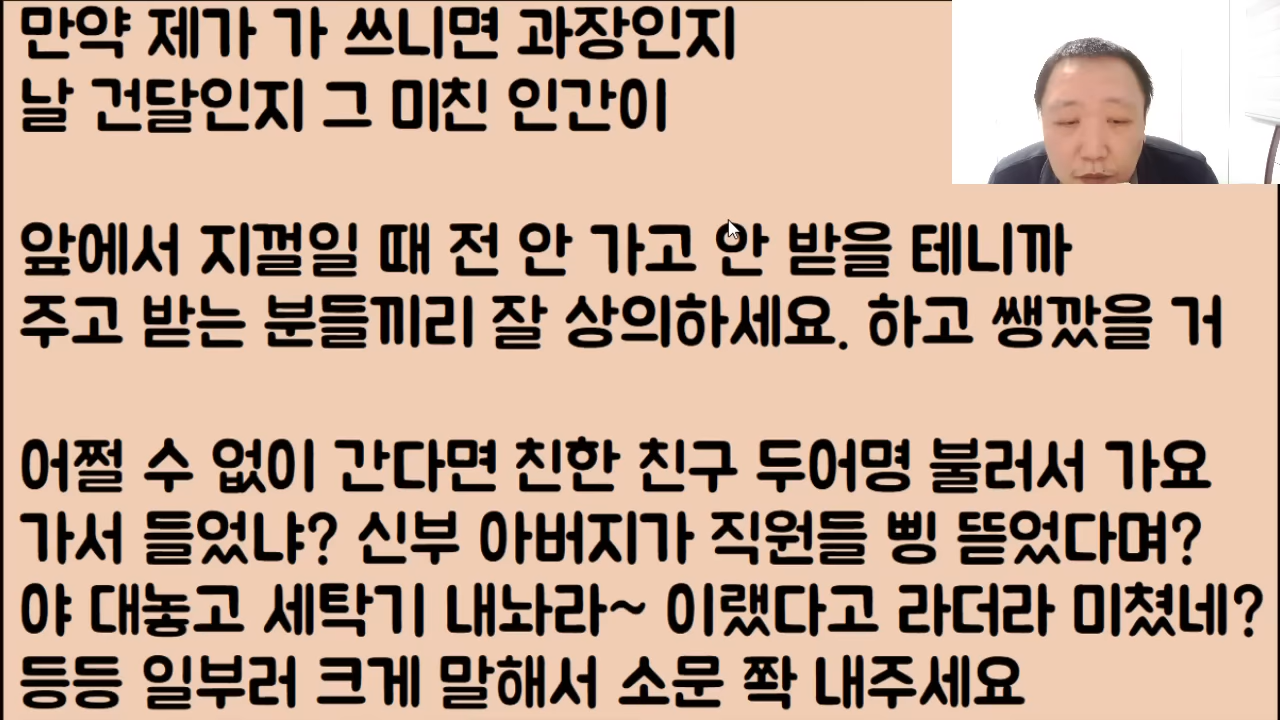 만약 제가 가 쓰니면 과장인지
날 건달인지 그 미친 인간이
앞에서 지껄일 때 전 안 가고 안 받을 테니까
주고 받는 분들끼리 잘 상의하세요. 하고 쌩깠을 거
어쩔 수 없이 간다면 친한 친구 두어명 불러서 가요
가서 들었냐? 신부 아버지가 직원들 삥 뜯었다며?
야 대놓고 세탁기 내놔라~ 이랬다고 라더라 미쳤네?
등등 일부러 크게 말해서 소문 쫙 내주세요